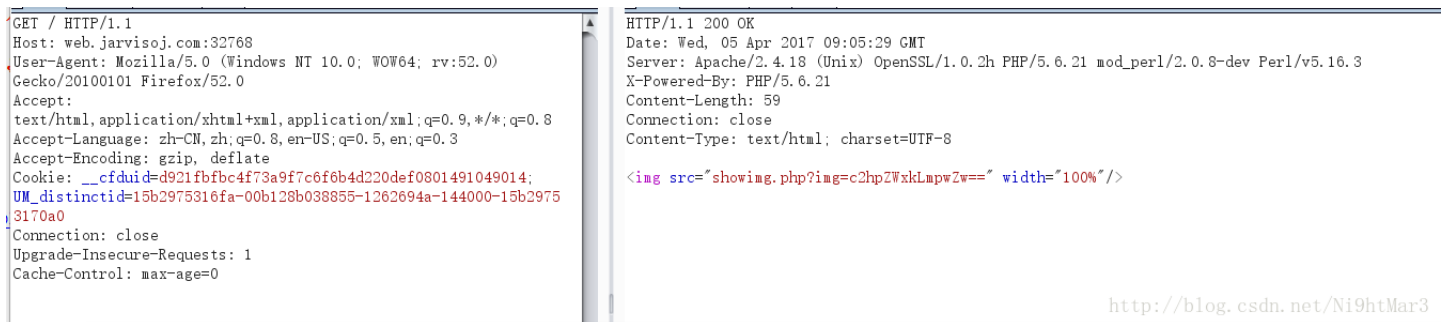 GET / HTTP/1.1
Host: web.jarvisoj.com:32768
User-Agent: Mozilla/5.0 (Windows NT 10.0; WOW64; rv:52.0)
Gecko/20100101 Firefox/52.0
Accept:
text/html,application/xhtml+xml,application/xml;q=0.9,*/*;q=0.8
Accept-Language: zh-CN,zh;q=0.8,en-US;q=0.5,en;q=0.3
Accept-Encoding: gzip, deflate
Cookie: __cfduid=d921fbfbc4f73a9f7c6f6b4d220def0801491049014;
UM_distinctid=15b2975316fa-00b128b038855-1262694a-144000-15b2975
3170a0
Connection: close
Upgrade-Insecure-Requests: 1
Cache-Control: max-age=0
HTTP/1.1 200 OK
Date: Wed, 05 Apr 2017 09:05:29 GMT
Server: Apache/2.4.18 (Unix) OpenSSL/1.0.2h PHP/5.6.21 mod_perl/2.0.8-dev Perl/v5.16.3
X-Powered-By: PHP/5.6.21
Content-Length: 59
Connection: close
Content-Type: text/html; charset=UTF-8
<img src="showimg.php?img=c2hpZWxkLmpwZw==" width="100%"/>
http://blog.csdn.net/Ni9htMar3